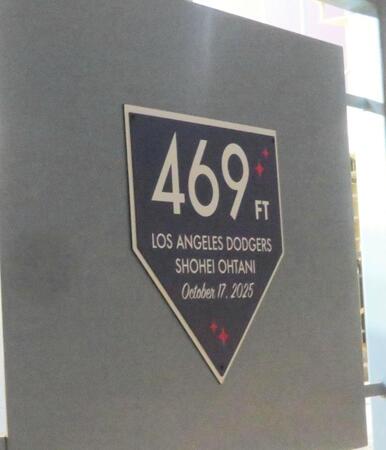 469 FT
LOS ANGELES DODGERS
SHOHEI OHTANI
October 17, 2025